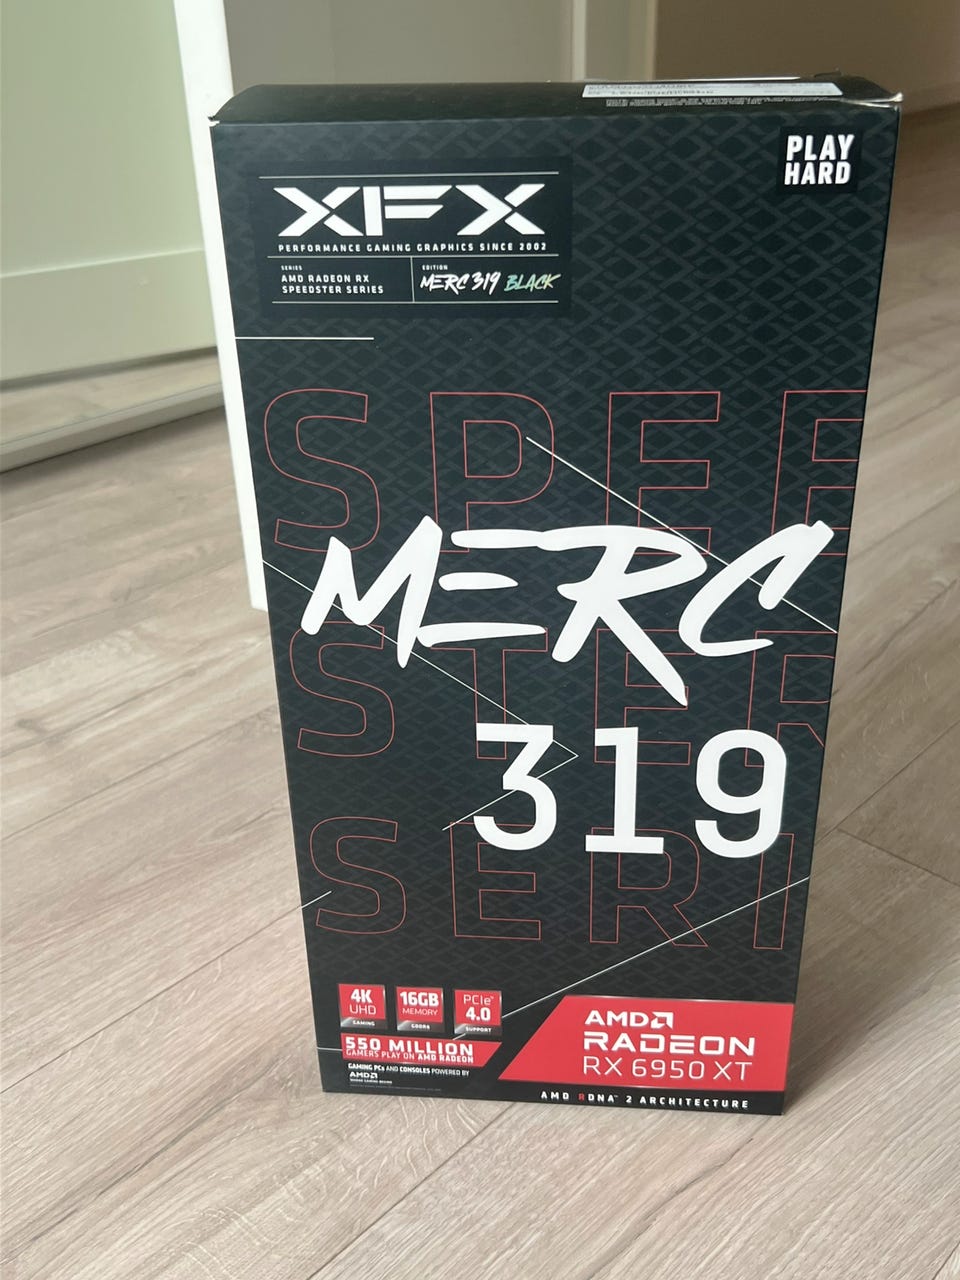 PLAY
HARD
XFX
PERFORMANCE GAMING GRAPHICS SINCE 2002
SERIES
AMD RADEON RX
SPEEDSTER SERIES
EDITION
MERC 319 BLACK
SPEE
MERC
STER
319
SERI
4K
UHD
GAMING
16GB
MEMORY
GDDR6
PCIe™
4.0
SUPPORT
550 MILLION
GAMERS PLAY ON AMD RADEON
GAMING PCs AND CONSOLES POWERED BY
AMD
AMD
RADEON
RX 6950 XT
AMD RDNA™ 2 ARCHITECTURE